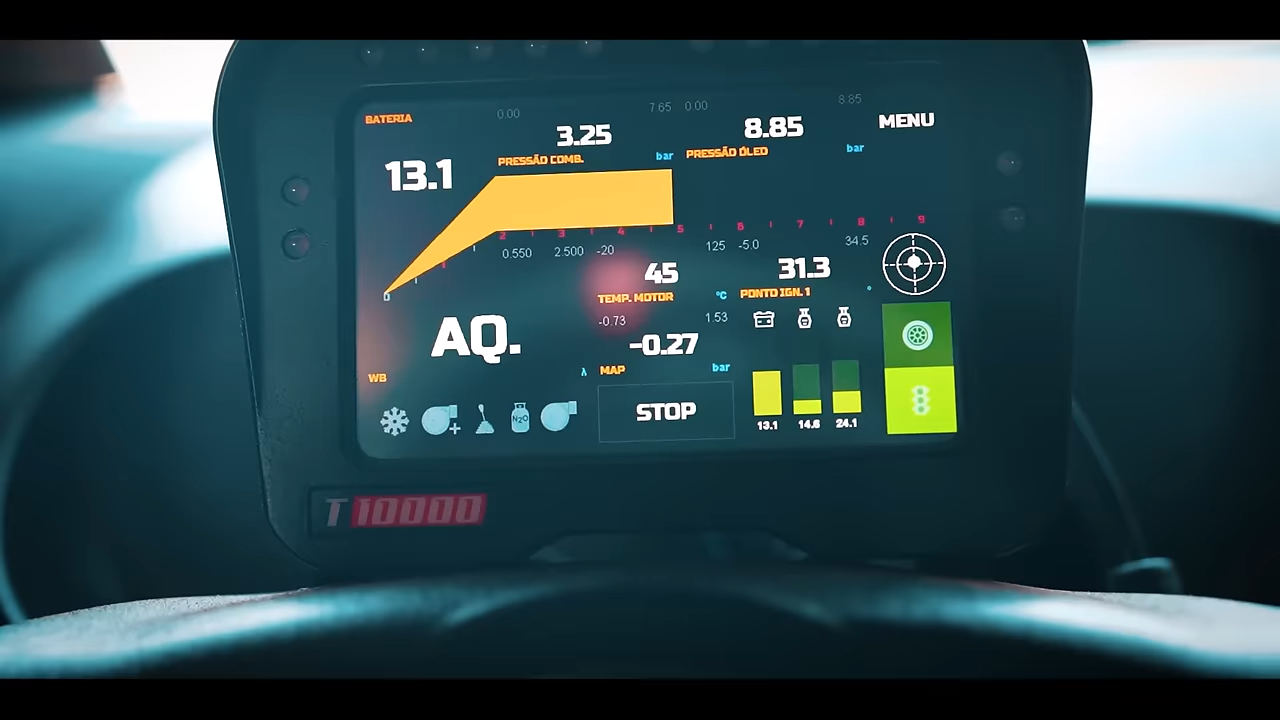 BATERIA
0.00
7.65
0.00
8.85
3.25
8.85
MENU
PRESSÃO COMB.
bar
PRESSÃO ÓLEO
bar
13.1
0 1 2 3 4 5 6 7 8 9
0.550
2.500
-20
125
-5.0
34.5
45
31.3
TEMP. MOTOR
°C
PONTO IGN. 1
°
-0.73
1.53
AQ.
-0.27
WB
λ
MAP
bar
N2O
STOP
13.1
14.6
24.1
T 10000